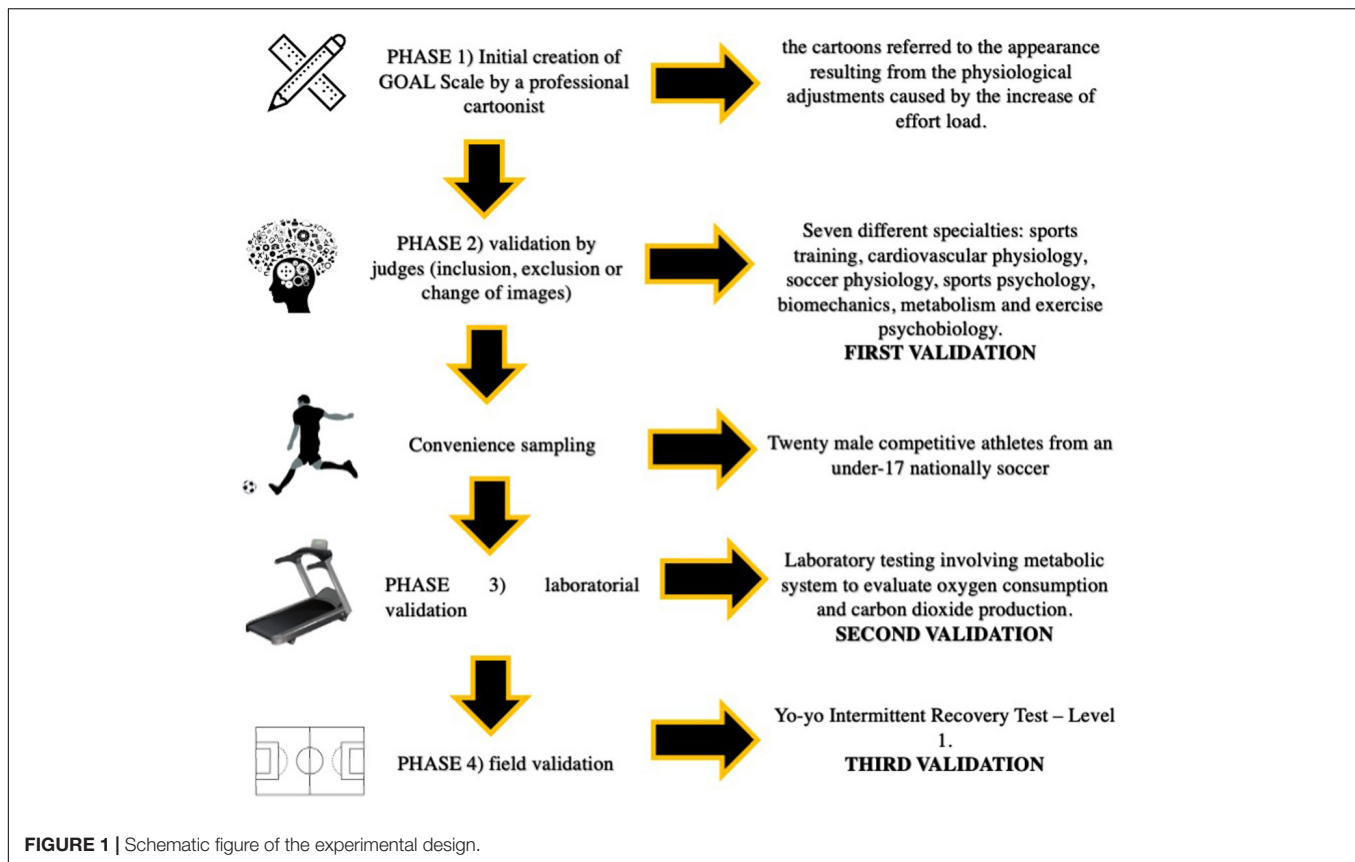 PHASE 1) Initial creation of
GOAL Scale by a professional
cartoonist
the cartoons referred to the appearance
resulting from the physiological
adjustments caused by the increase of
effort load.
PHASE 2) validation by
judges (inclusion, exclusion or
change of images)
Seven different specialties: sports
training, cardiovascular physiology,
soccer physiology, sports psychology,
biomechanics, metabolism and exercise
psychobiology.
FIRST VALIDATION
Convenience sampling
Twenty male competitive athletes from an
under-17 nationally soccer
PHASE 3) laboratorial
validation
Laboratory testing involving metabolic
system to evaluate oxygen consumption
and carbon dioxide production.
SECOND VALIDATION
PHASE 4) field validation
Yo-yo Intermittent Recovery Test – Level
1.
THIRD VALIDATION
FIGURE 1 | Schematic figure of the experimental design.